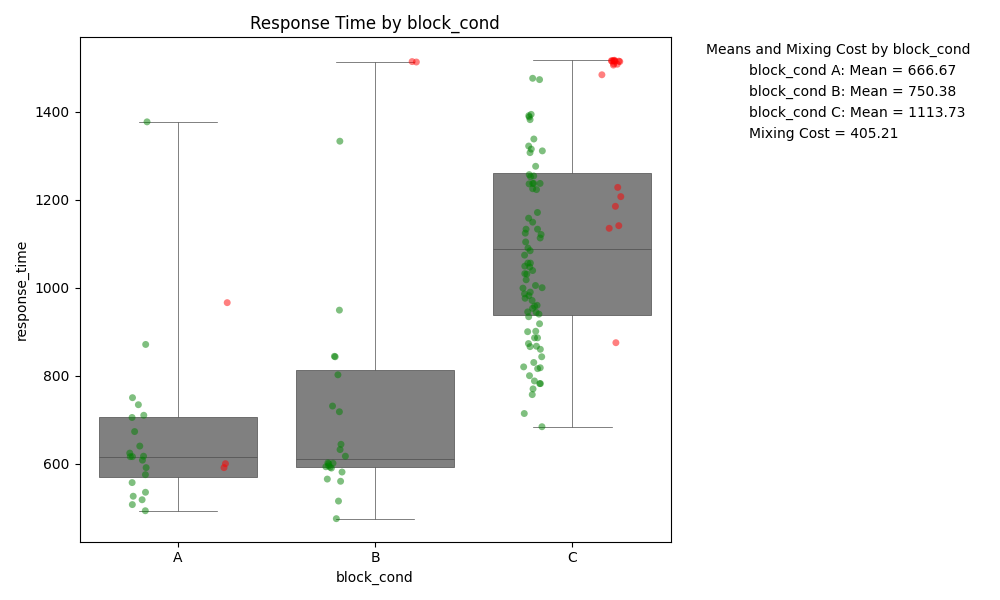 Response Time by block_cond
Means and Mixing Cost by block_cond
block_cond A: Mean = 666.67
block_cond B: Mean = 750.38
block_cond C: Mean = 1113.73
Mixing Cost = 405.21
response_time
1400
1200
1000
800
600
A B C
block_cond